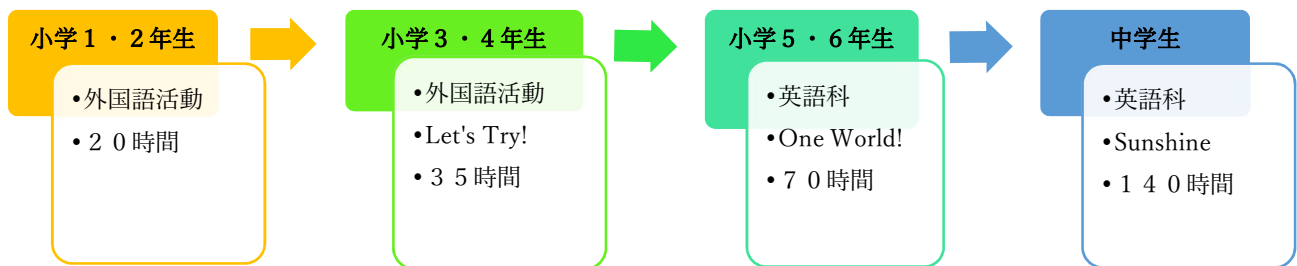 小学１・２年生
•外国語活動
•２０時間
小学３・４年生
•外国語活動
•Let's Try!
•３５時間
小学５・６年生
•英語科
•One World!
•７０時間
中学生
•英語科
•Sunshine
•１４０時間